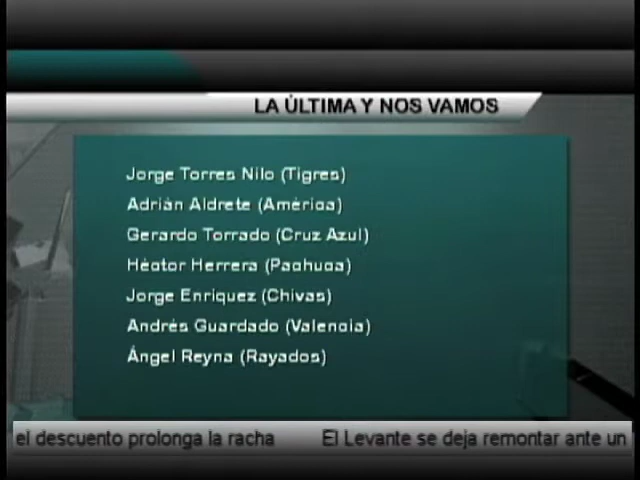 LA ÚLTIMA Y NOS VAMOS
Jorge Torres Nilo (Tigres)
Adrián Aldrete (América)
Gerardo Torrado (Cruz Azul)
Héctor Herrera (Pachuca)
Jorge Enriquez (Chivas)
Andrés Guardado (Valencia)
Ángel Reyna (Rayados)
el descuento prolonga la racha El Levante se deja remontar ante un